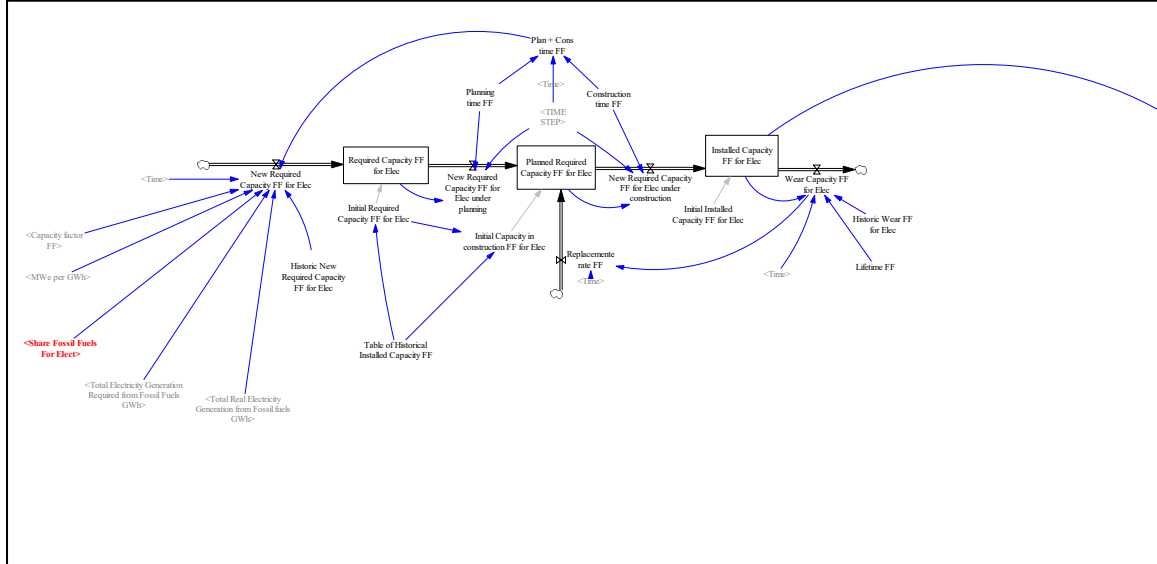 Plan + Cons
time FF
<Time>
Planning
time FF
Construction
time FF
<TIME
STEP>
Required Capacity FF
for Elec
Planned Required
Capacity FF for Elec
Installed Capacity
FF for Elec
<Time>
New Required
Capacity FF for Elec
New Required
Capacity FF for
Elec under
planning
New Required Capacity
FF for Elec under
construction
Wear Capacity FF
for Elec
Initial Required
Capacity FF for Elec
Initial Capacity in
construction FF for Elec
Initial Installed
Capacity FF for Elec
Historic Wear FF
for Elec
<Capacity factor
FF>
<MWe per GWh>
Historic New
Required Capacity
FF for Elec
Replacemente
rate FF
<Time>
<Time>
Lifetime FF
<Share Fossil Fuels
For Elect>
Table of Historical
Installed Capacity FF
<Total Electricity Generation
Required from Fossil Fuels
GWh>
<Total Real Electricity
Generation from Fossil fuels
GWh>